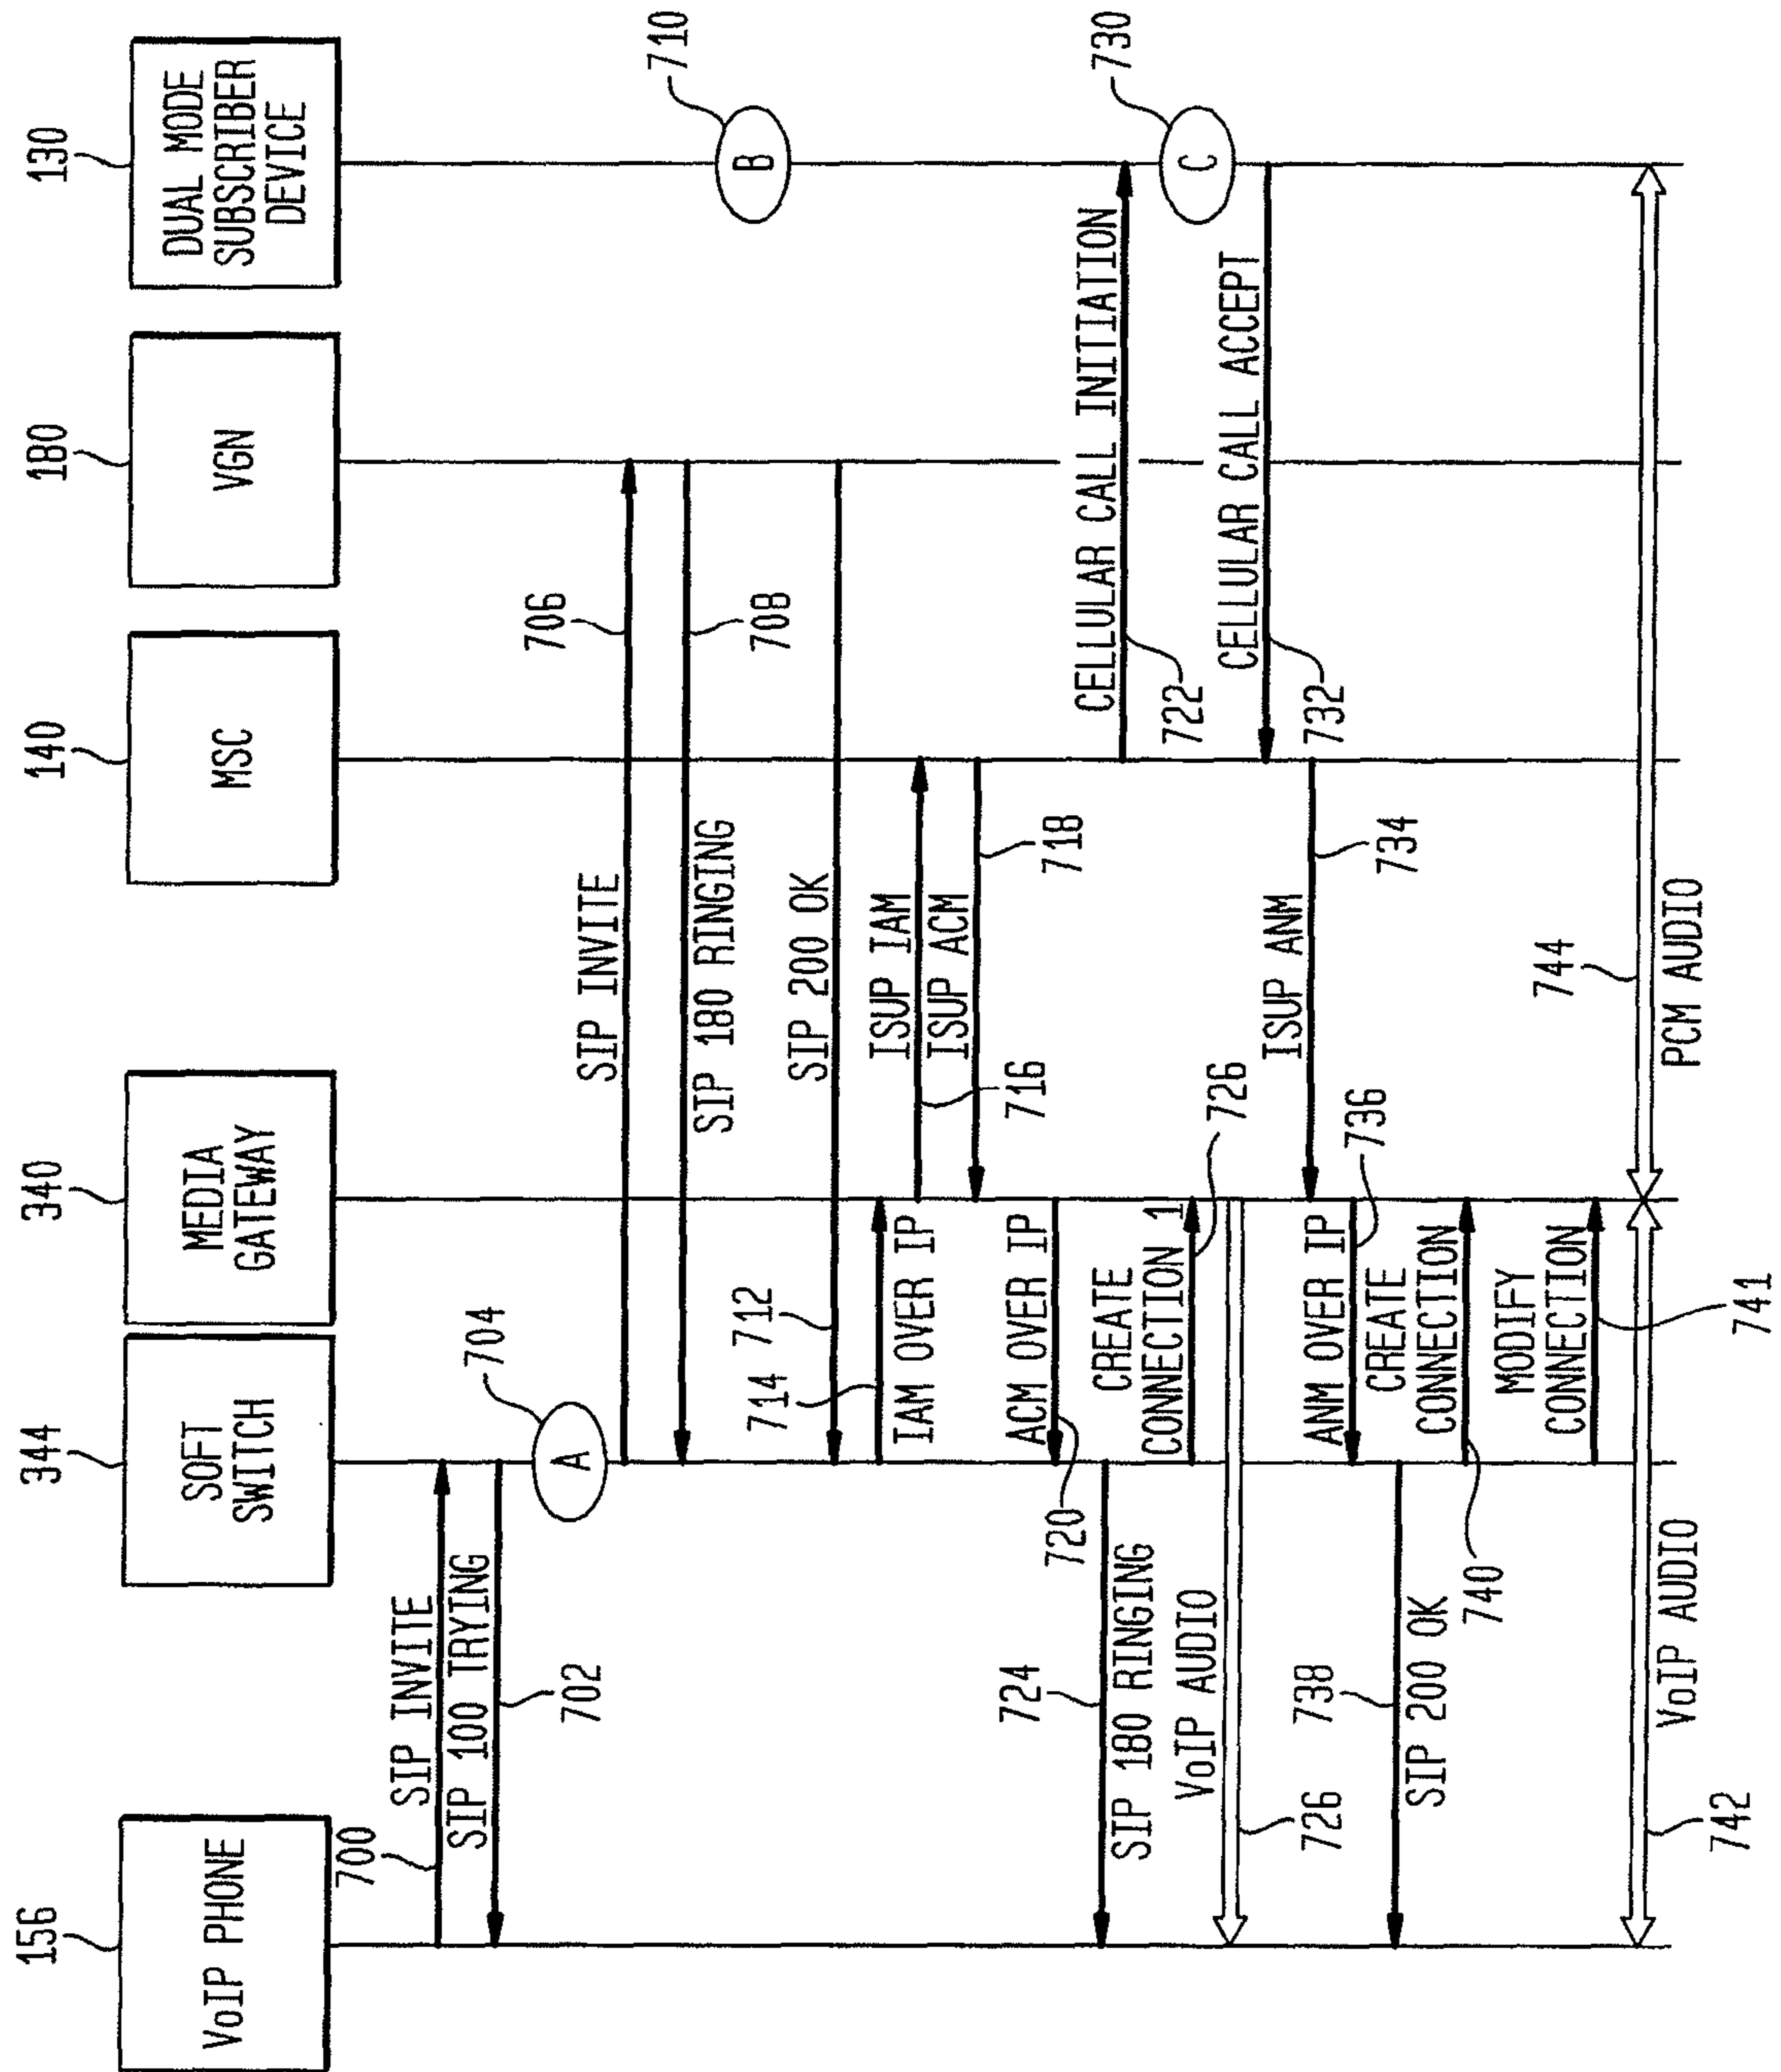 156
VoIP PHONE
344
SOFT
SWITCH
340
MEDIA
GATEWAY
140
MSC
180
VGN
130
DUAL MODE
SUBSCRIBER
DEVICE
700
SIP INVITE
SIP 100 TRYING
702
704
A
SIP INVITE
706
SIP 180 RINGING
708
710
B
712
SIP 200 OK
714
IAM OVER IP
716
ISUP IAM
ISUP ACM
718
ACM OVER IP
720
CELLULAR CALL INITIATION
722
724
SIP 180 RINGING
CREATE
CONNECTION 1
726
VoIP AUDIO
726
730
C
CELLULAR CALL ACCEPT
732
ISUP ANM
734
ANM OVER IP
736
738
SIP 200 OK
CREATE
CONNECTION
740
MODIFY
CONNECTION
741
742
VoIP AUDIO
744
PCM AUDIO